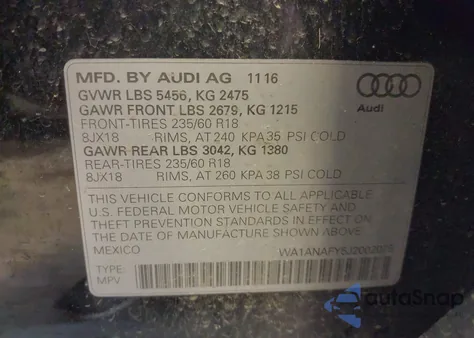 MFD. BY AUDI AG 11 16
GVWR LBS 5456, KG 2475
GAWR FRONT LBS 2679, KG 1215
FRONT-TIRES 235/60 R18
8JX18 RIMS, AT 240 KPA 35 PSI COLD
GAWR REAR LBS 3042, KG 1380
REAR-TIRES 235/60 R18
8JX18 RIMS, AT 260 KPA 38 PSI COLD
Audi
THIS VEHICLE CONFORMS TO ALL APPLICABLE
U.S. FEDERAL MOTOR VEHICLE SAFETY AND
THEFT PREVENTION STANDARDS IN EFFECT ON
THE DATE OF MANUFACTURE SHOWN ABOVE
MEXICO
TYPE:
MPV
autoSnap